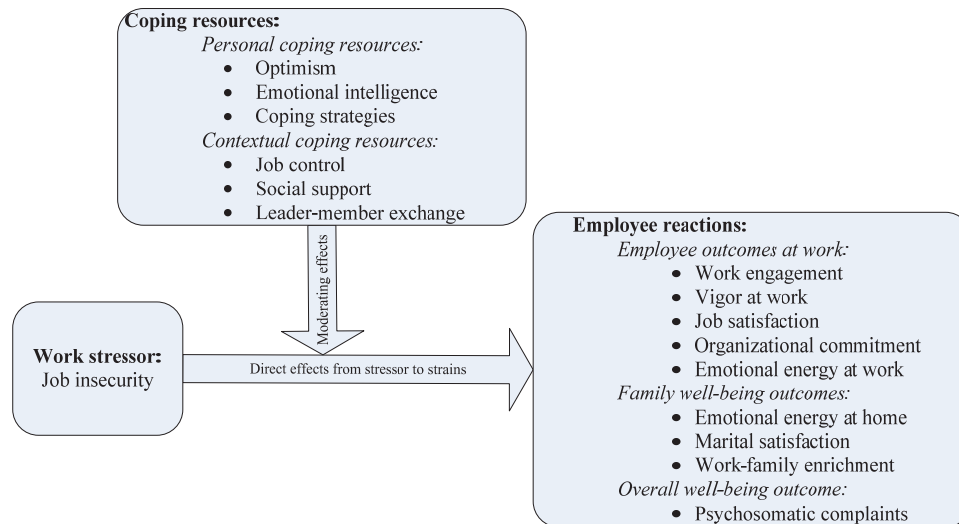 Coping resources:
Personal coping resources:
• Optimism
• Emotional intelligence
• Coping strategies
Contextual coping resources:
• Job control
• Social support
• Leader-member exchange
Moderating effects
Work stressor:
Job insecurity
Direct effects from stressor to strains
Employee reactions:
Employee outcomes at work:
• Work engagement
• Vigor at work
• Job satisfaction
• Organizational commitment
• Emotional energy at work
Family well-being outcomes:
• Emotional energy at home
• Marital satisfaction
• Work-family enrichment
Overall well-being outcome:
• Psychosomatic complaints